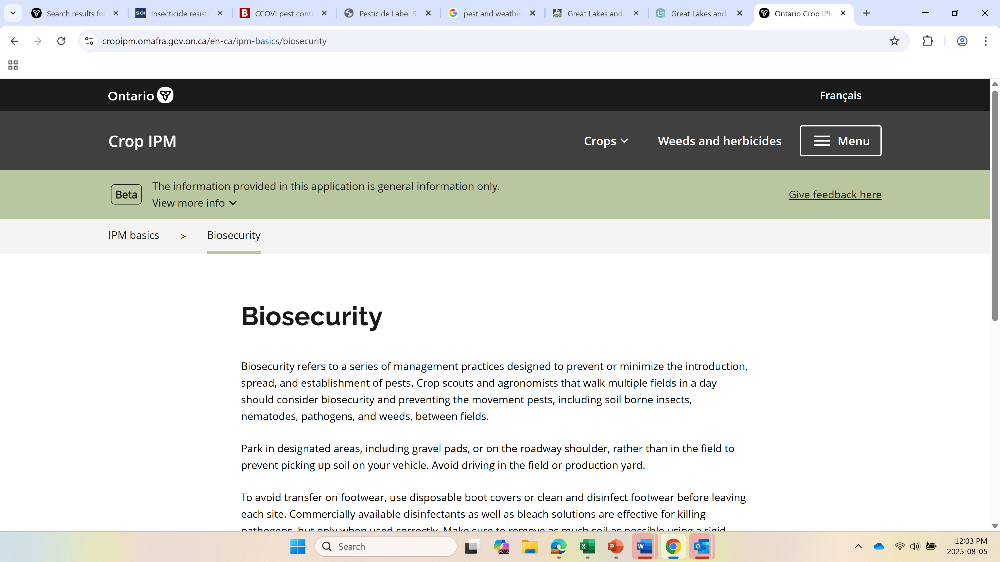 Search results fo
SCI Insecticide resist
B CCOVI pest cont
Pesticide Label S
pest and weathe
Great Lakes and
Great Lakes and
Ontario Crop IPM
cropipm.omafra.gov.on.ca/en-ca/ipm-basics/biosecurity
Ontario
Français
Crop IPM
Crops
Weeds and herbicides
Menu
Beta
The information provided in this application is general information only.
View more info
Give feedback here
IPM basics > Biosecurity
Biosecurity
Biosecurity refers to a series of management practices designed to prevent or minimize the introduction,
spread, and establishment of pests. Crop scouts and agronomists that walk multiple fields in a day
should consider biosecurity and preventing the movement pests, including soil borne insects,
nematodes, pathogens, and weeds, between fields.
Park in designated areas, including gravel pads, or on the roadway shoulder, rather than in the field to
prevent picking up soil on your vehicle. Avoid driving in the field or production yard.
To avoid transfer on footwear, use disposable boot covers or clean and disinfect footwear before leaving
each site. Commercially available disinfectants as well as bleach solutions are effective for killing
pathogens, but only when used correctly. Make sure to remove as much soil as possible using a rigid
Search
M365
X
P
W
O
12:03 PM
2025-08-05